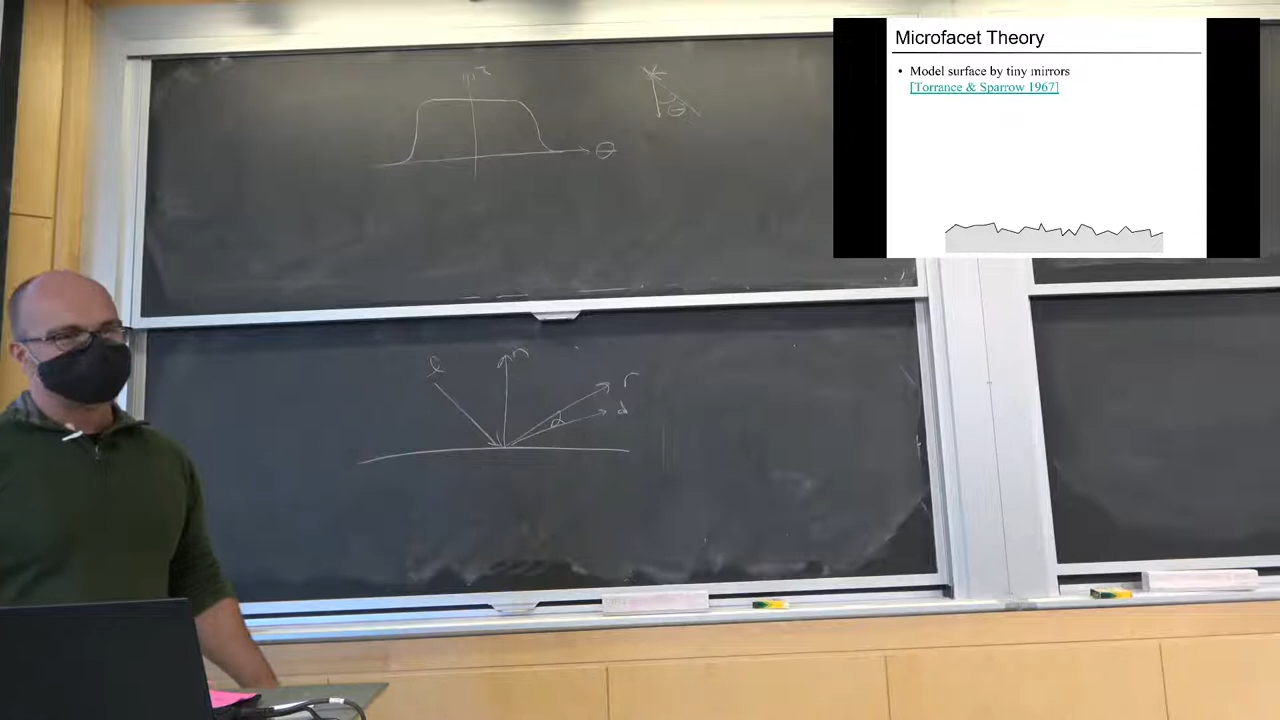 Microfacet Theory
• Model surface by tiny mirrors
[Torrance & Sparrow 1967]
θ
θ
l
n
r
α
d